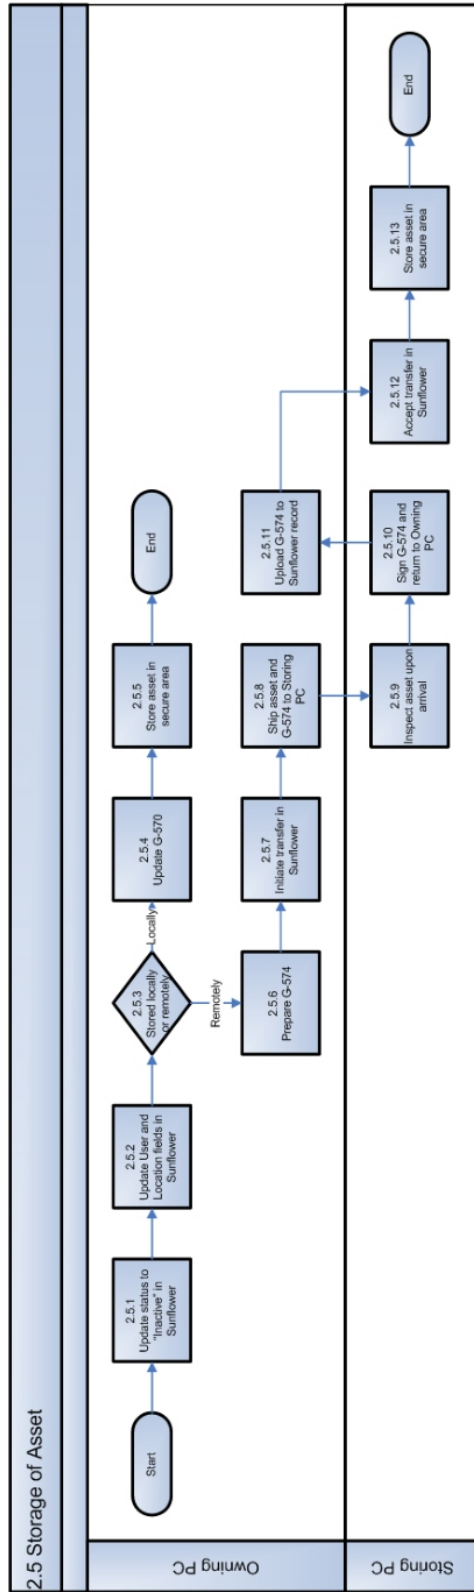 2.5 Storage of Asset
Owning PC
Start
2.5.1
Update status to
"Inactive" in
Sunflower
2.5.2
Update User and
Location fields in
Sunflower
2.5.3
Stored locally
or remotely
Locally
2.5.4
Update G-570
2.5.5
Store asset in
secure area
End
Remotely
2.5.6
Prepare G-574
2.5.7
Initiate transfer in
Sunflower
2.5.8
Ship asset and
G-574 to Storing
PC
2.5.11
Upload G-574 to
Sunflower record
Storing PC
2.5.9
Inspect asset upon
arrival
2.5.10
Sign G-574 and
return to Owning
PC
2.5.12
Accept transfer in
Sunflower
2.5.13
Store asset in
secure area
End